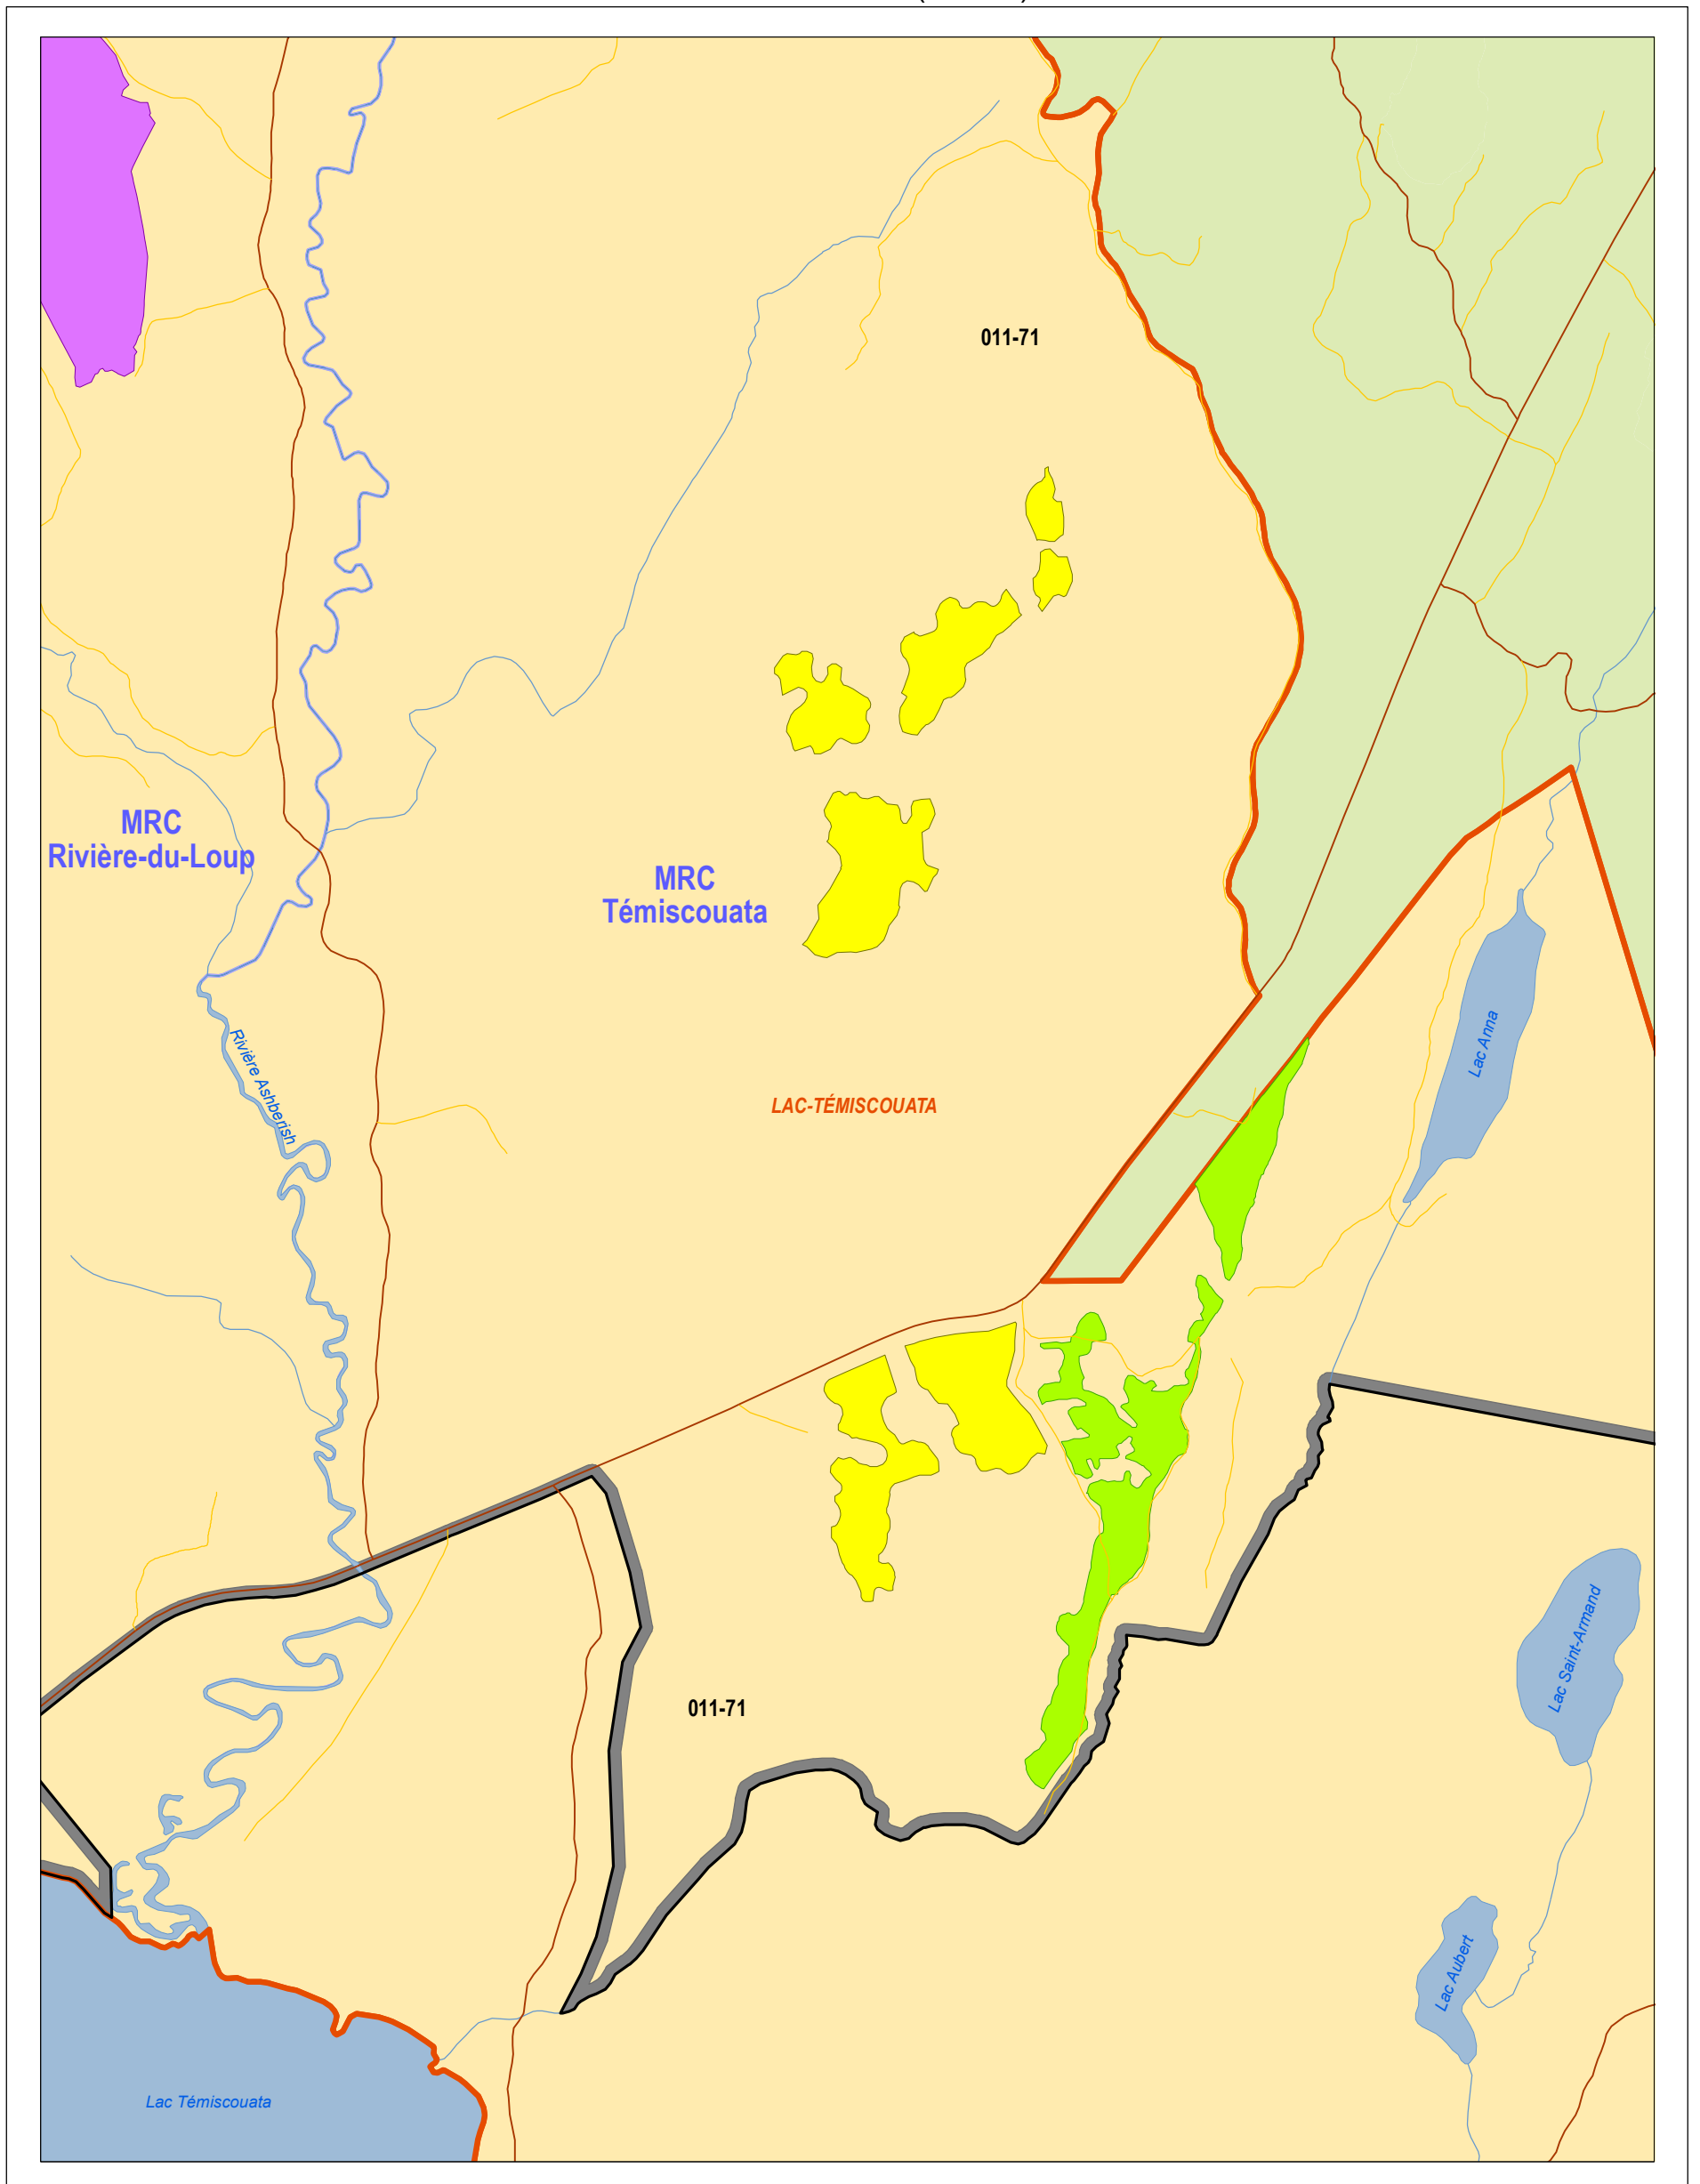 011-71
MRC
Rivière-du-Loup
MRC
Témiscouata
Lac Anna
Rivière Ashberish
LAC-TÉMISCOUATA
Lac Saint-Armand
011-71
Lac Aubert
Lac Témiscouata